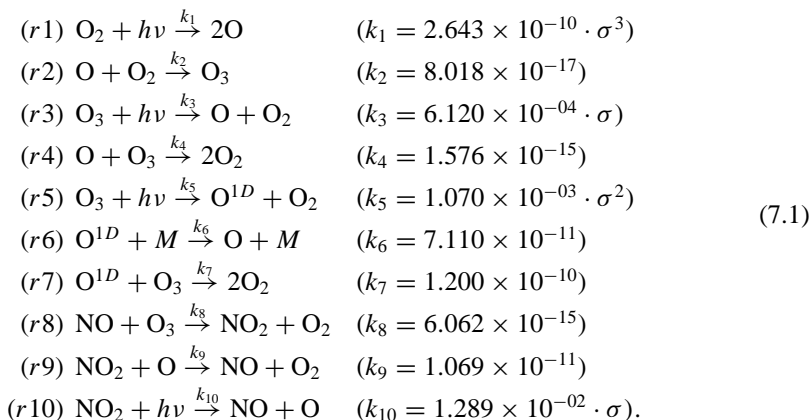 (r1) O₂ + hν →k₁ 2O (k₁ = 2.643 × 10⁻¹⁰ · σ³)
(r2) O + O₂ →k₂ O₃ (k₂ = 8.018 × 10⁻¹⁷)
(r3) O₃ + hν →k₃ O + O₂ (k₃ = 6.120 × 10⁻⁰⁴ · σ)
(r4) O + O₃ →k₄ 2O₂ (k₄ = 1.576 × 10⁻¹⁵)
(r5) O₃ + hν →k₅ O¹ᴰ + O₂ (k₅ = 1.070 × 10⁻⁰³ · σ²)
(7.1)
(r6) O¹ᴰ + M →k₆ O + M (k₆ = 7.110 × 10⁻¹¹)
(r7) O¹ᴰ + O₃ →k₇ 2O₂ (k₇ = 1.200 × 10⁻¹⁰)
(r8) NO + O₃ →k₈ NO₂ + O₂ (k₈ = 6.062 × 10⁻¹⁵)
(r9) NO₂ + O →k₉ NO + O₂ (k₉ = 1.069 × 10⁻¹¹)
(r10) NO₂ + hν →k₁₀ NO + O (k₁₀ = 1.289 × 10⁻⁰² · σ).